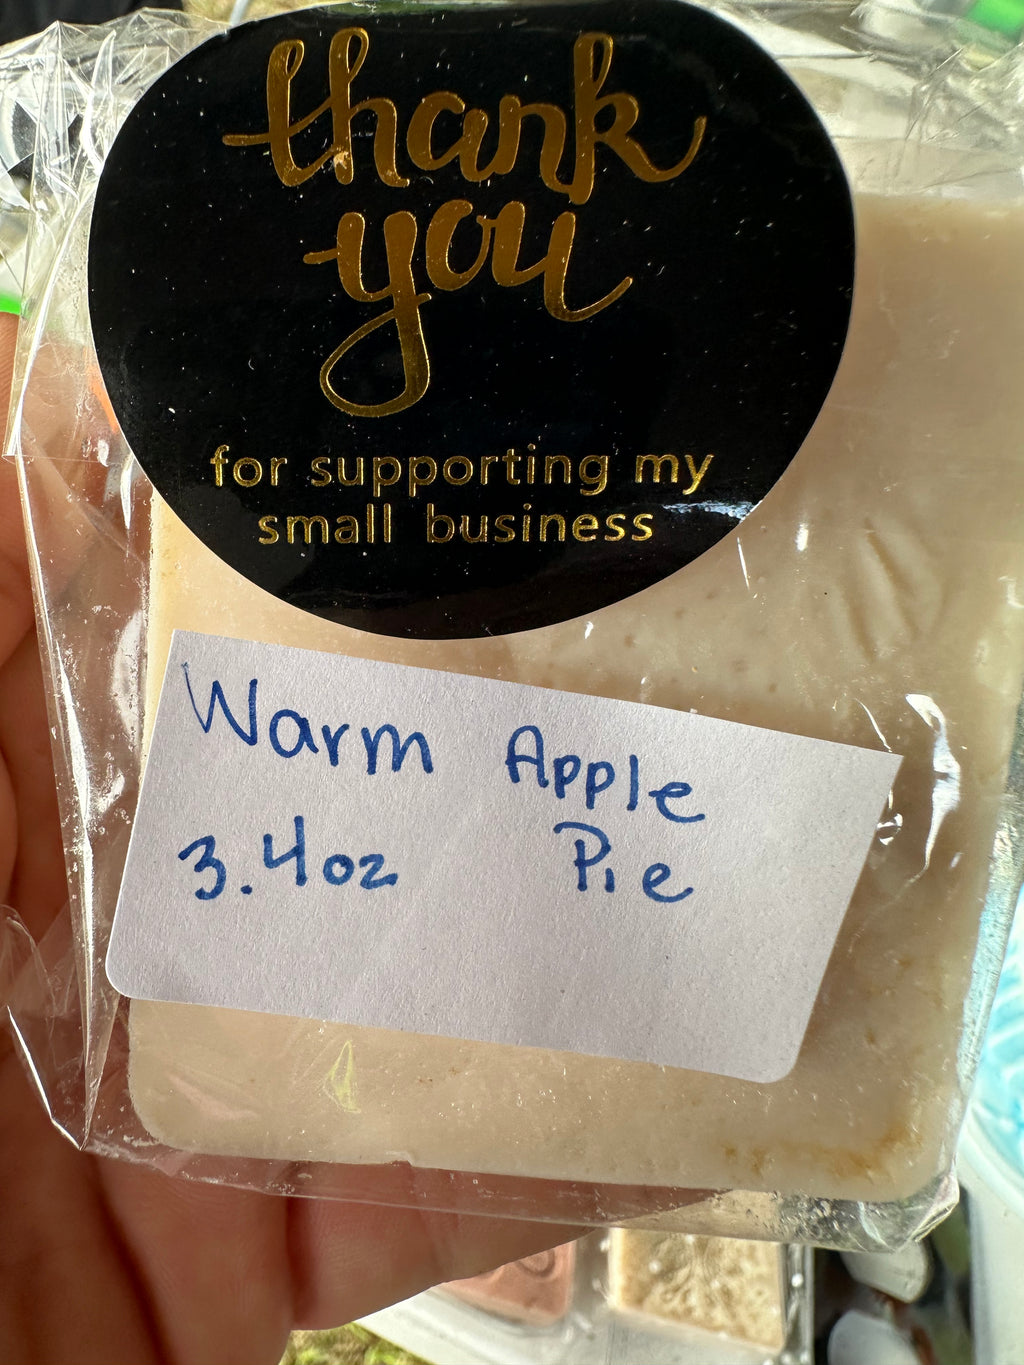 thank
you
for supporting my
small business
Warm Apple
3.4oz Pie